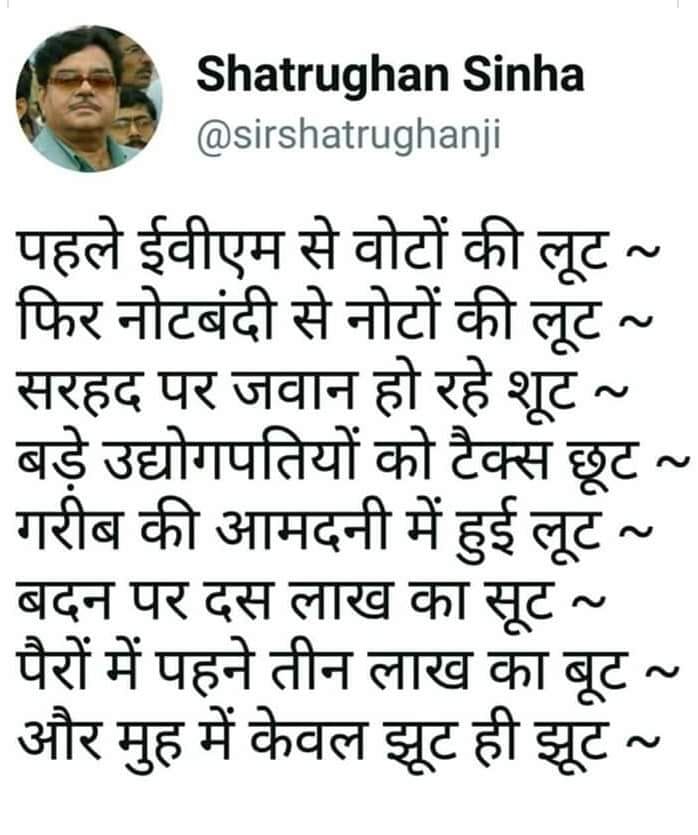 Shatrughan Sinha
@sirshatrughanji
पहले ईवीएम से वोटों की लूट ~
फिर नोटबंदी से नोटों की लूट ~
सरहद पर जवान हो रहे शूट ~
बड़े उद्योगपतियों को टैक्स छूट ~
गरीब की आमदनी में हुई लूट ~
बदन पर दस लाख का सूट ~
पैरों में पहने तीन लाख का बूट ~
और मुह में केवल झूट ही झूट ~